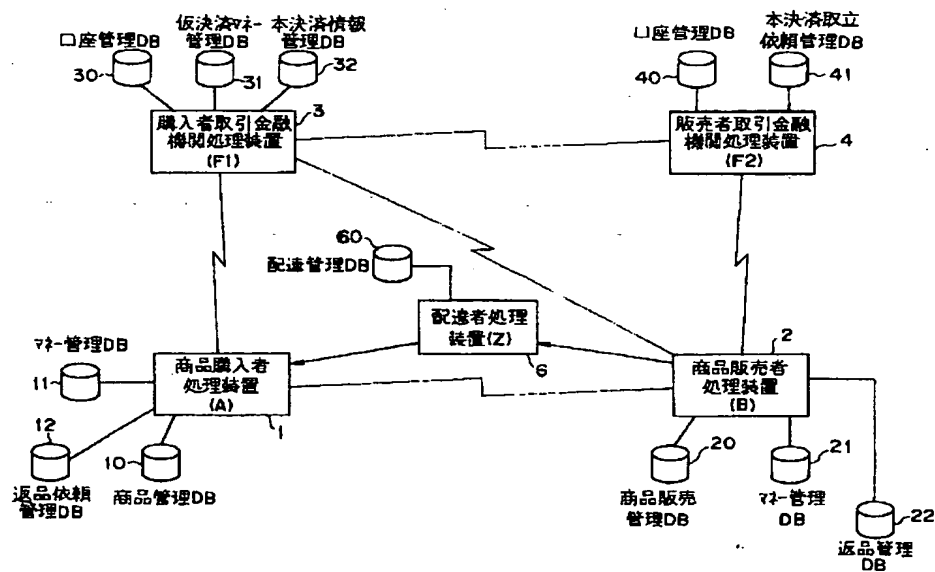 口座管理DB
30
仮決済マネー
管理DB
31
本決済情報
管理DB
32
口座管理DB
40
本決済取立
依頼管理DB
41
購入者取引金融
機関処理装置
(F1)
3
販売者取引金融
機関処理装置
(F2)
4
60
配達管理DB
配達者処理
装置(Z)
6
マネー管理DB
11
商品購入者
処理装置
(A)
1
2
商品販売者
処理装置
(B)
12
返品依頼
管理DB
10
商品管理DB
20
商品販売
管理DB
21
マネー管理
DB
22
返品管理
DB